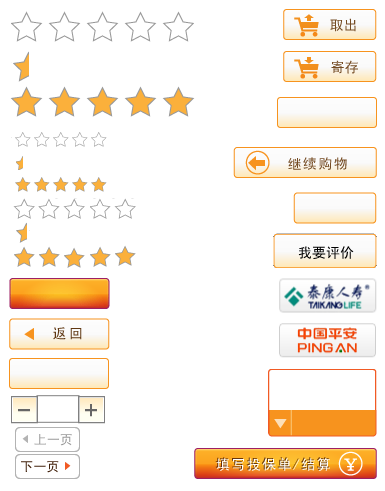 取出
寄存
继续购物
我要评价
泰康人寿®
TAIKANG LIFE
返回
中国平安
PING AN
上一页
下一页
填写投保单/结算 ¥